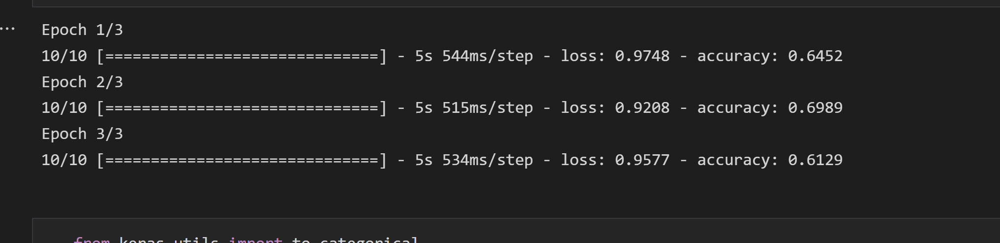 Epoch 1/3
10/10 [==============================] - 5s 544ms/step - loss: 0.9748 - accuracy: 0.6452
Epoch 2/3
10/10 [==============================] - 5s 515ms/step - loss: 0.9208 - accuracy: 0.6989
Epoch 3/3
10/10 [==============================] - 5s 534ms/step - loss: 0.9577 - accuracy: 0.6129
from keras.utils import to_categorical